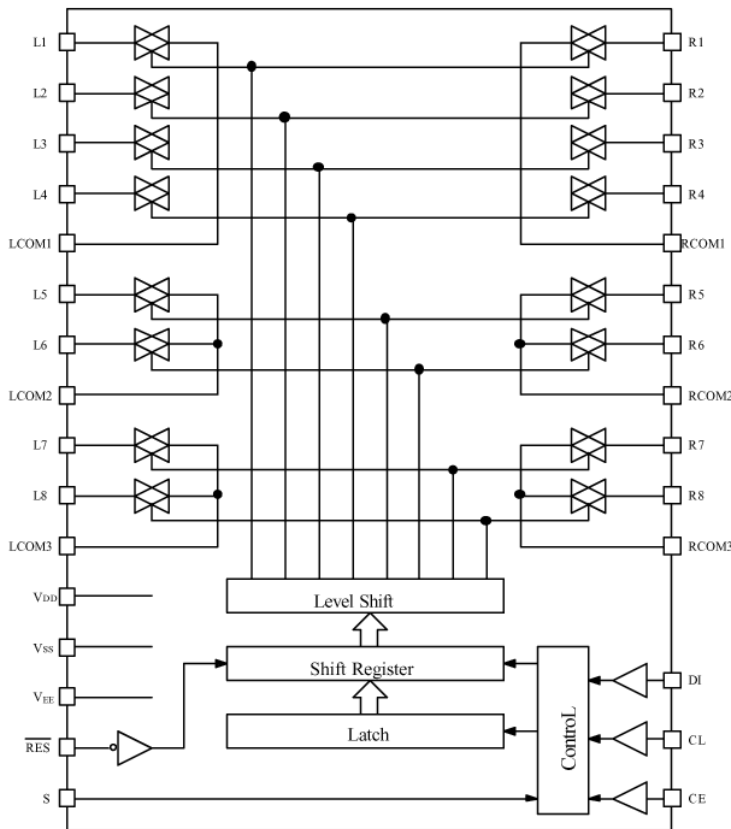 L1 R1
L2 R2
L3 R3
L4 R4
LCOM1 RCOM1
L5 R5
L6 R6
LCOM2 RCOM2
L7 R7
L8 R8
LCOM3 RCOM3
VDD
Level Shift
VSS
Shift Register
VEE
DI
RES
Latch
ControL
CL
S
CE